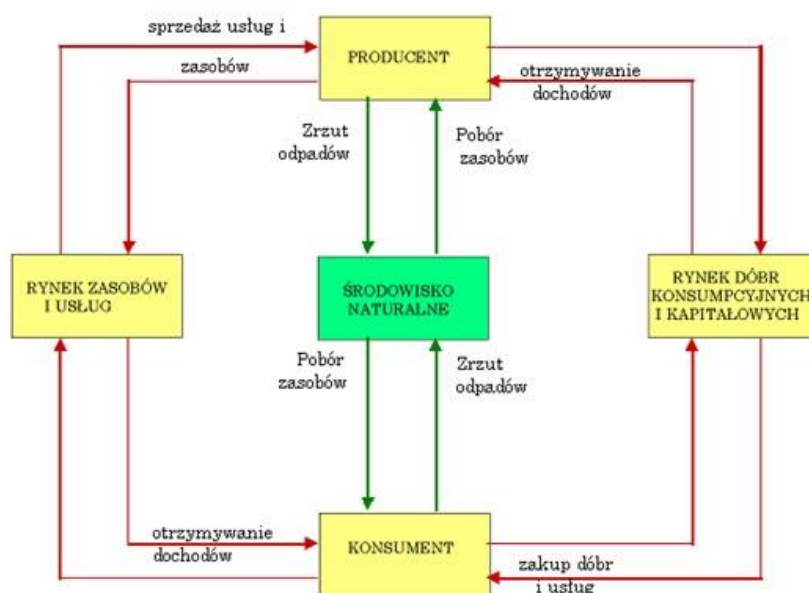 sprzedaż usług i
zasobów
PRODUCENT
otrzymywanie
dochodów
Zrzut
odpadów
Pobór
zasobów
RYNEK ZASOBÓW
I USŁUG
ŚRODOWISKO
NATURALNE
RYNEK DÓBR
KONSUMPCYJNYCH
I KAPITAŁOWYCH
Pobór
zasobów
Zrzut
odpadów
otrzymywanie
dochodów
KONSUMENT
zakup dóbr
i usług